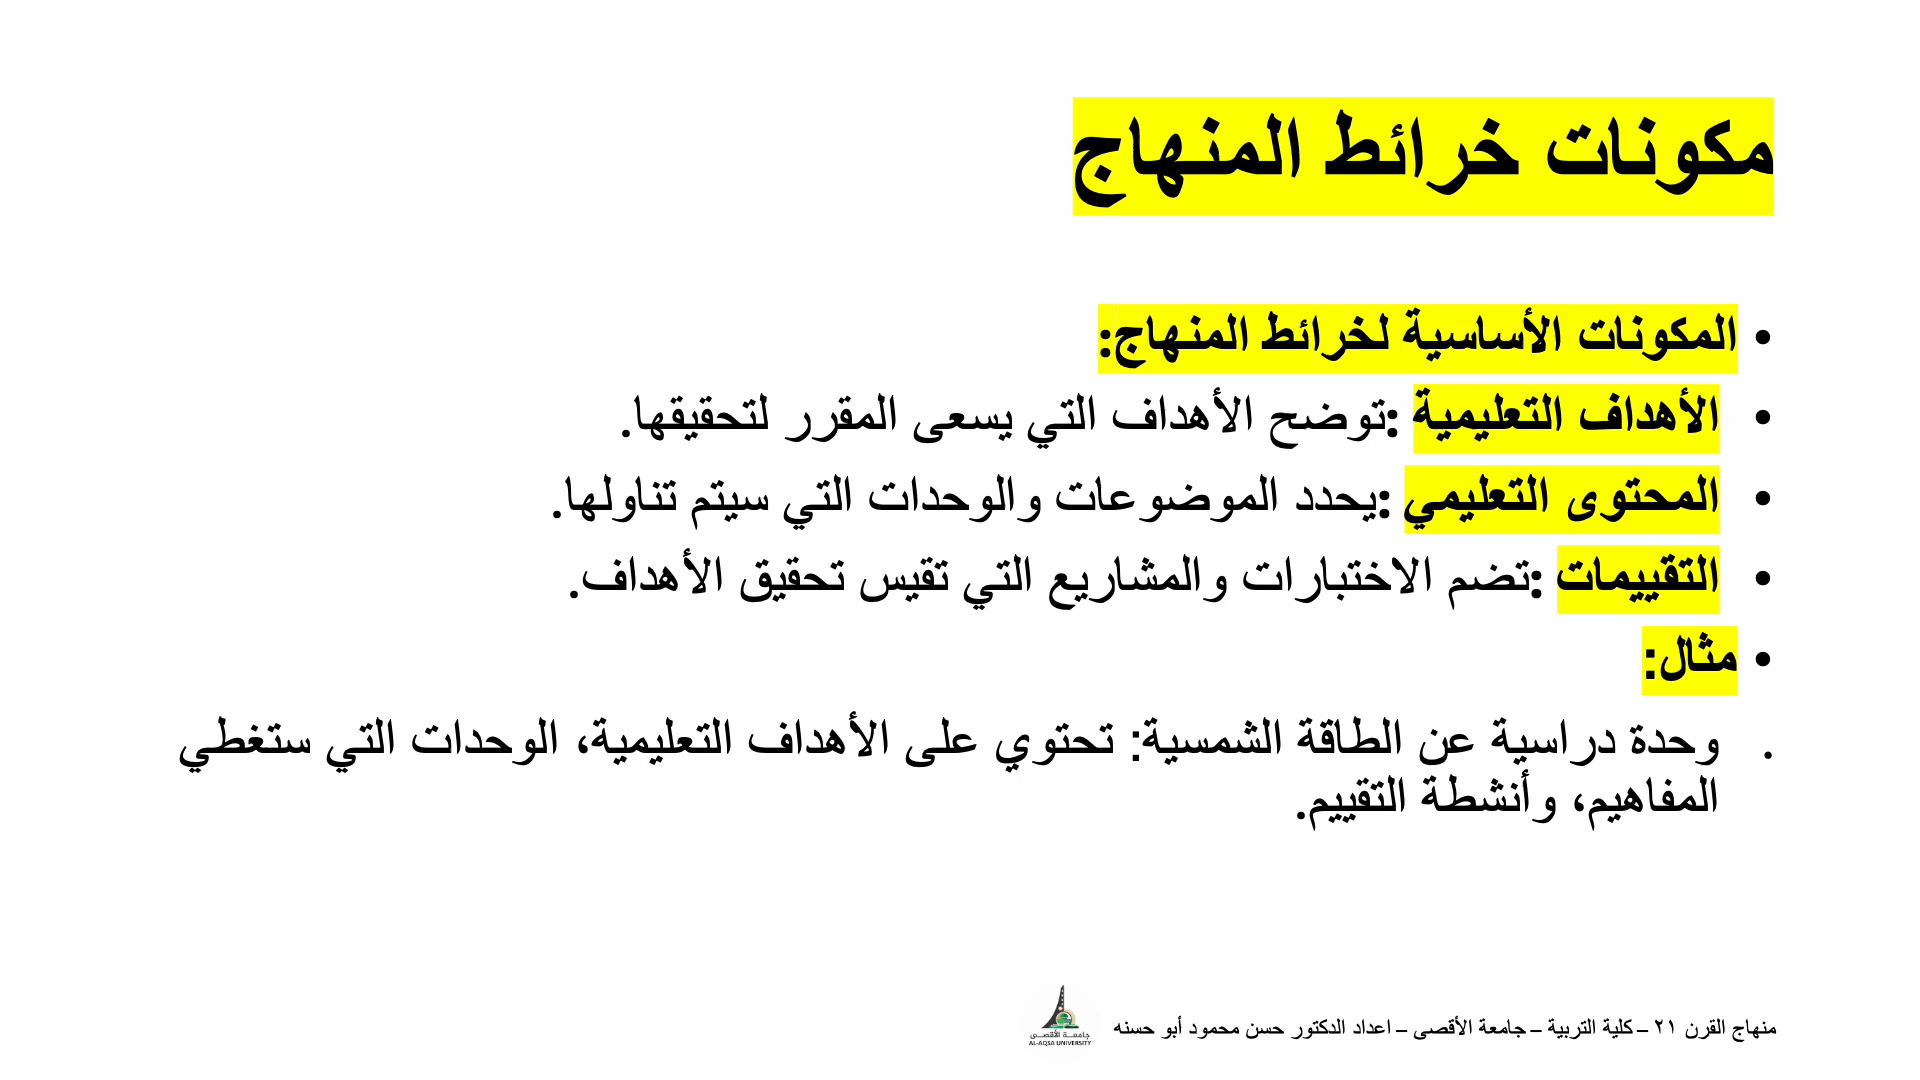 مكونات خرائط المنهاج
• المكونات الأساسية لخرائط المنهاج:
• الأهداف التعليمية :توضح الأهداف التي يسعى المقرر لتحقيقها.
• المحتوى التعليمي :يحدد الموضوعات والوحدات التي سيتم تناولها.
• التقييمات :تضم الاختبارات والمشاريع التي تقيس تحقيق الأهداف.
• مثال:
. وحدة دراسية عن الطاقة الشمسية: تحتوي على الأهداف التعليمية، الوحدات التي ستغطي
المفاهيم، وأنشطة التقييم.
منهاج القرن ٢١ – كلية التربية – جامعة الأقصى – اعداد الدكتور حسن محمود أبو حسنه
جامعة الأقصى
AL-AQSA UNIVERSITY